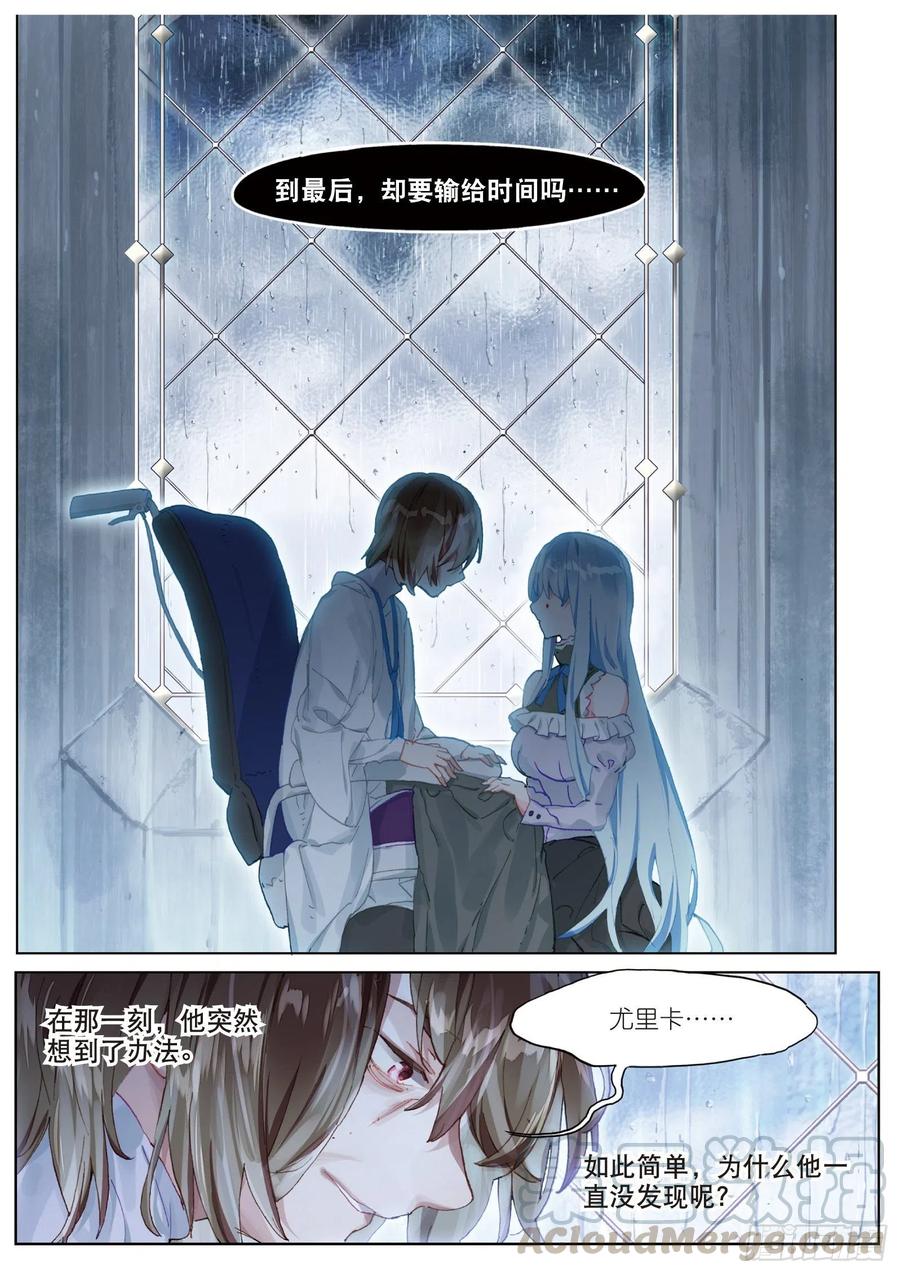 到最后，却要输给时间吗……
在那一刻，他突然
想到了办法。
尤里卡……
如此简单，为什么他一
直没发现呢？
AcloudMerge.com